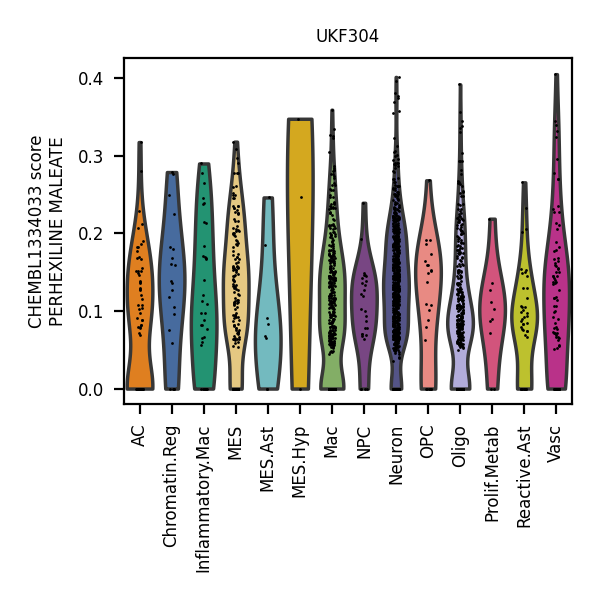 UKF304
CHEMBL1334033 score
PERHEXILINE MALEATE
0.4
0.3
0.2
0.1
0.0
AC
Chromatin.Reg
Inflammatory.Mac
MES
MES.Ast
MES.Hyp
Mac
NPC
Neuron
OPC
Oligo
Prolif.Metab
Reactive.Ast
Vasc